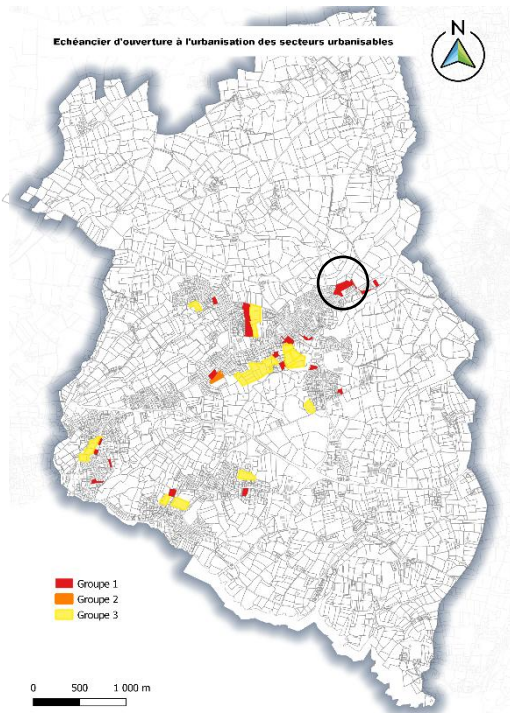 Echéancier d'ouverture à l'urbanisation des secteurs urbanisables
N
Groupe 1
Groupe 2
Groupe 3
0 500 1 000 m